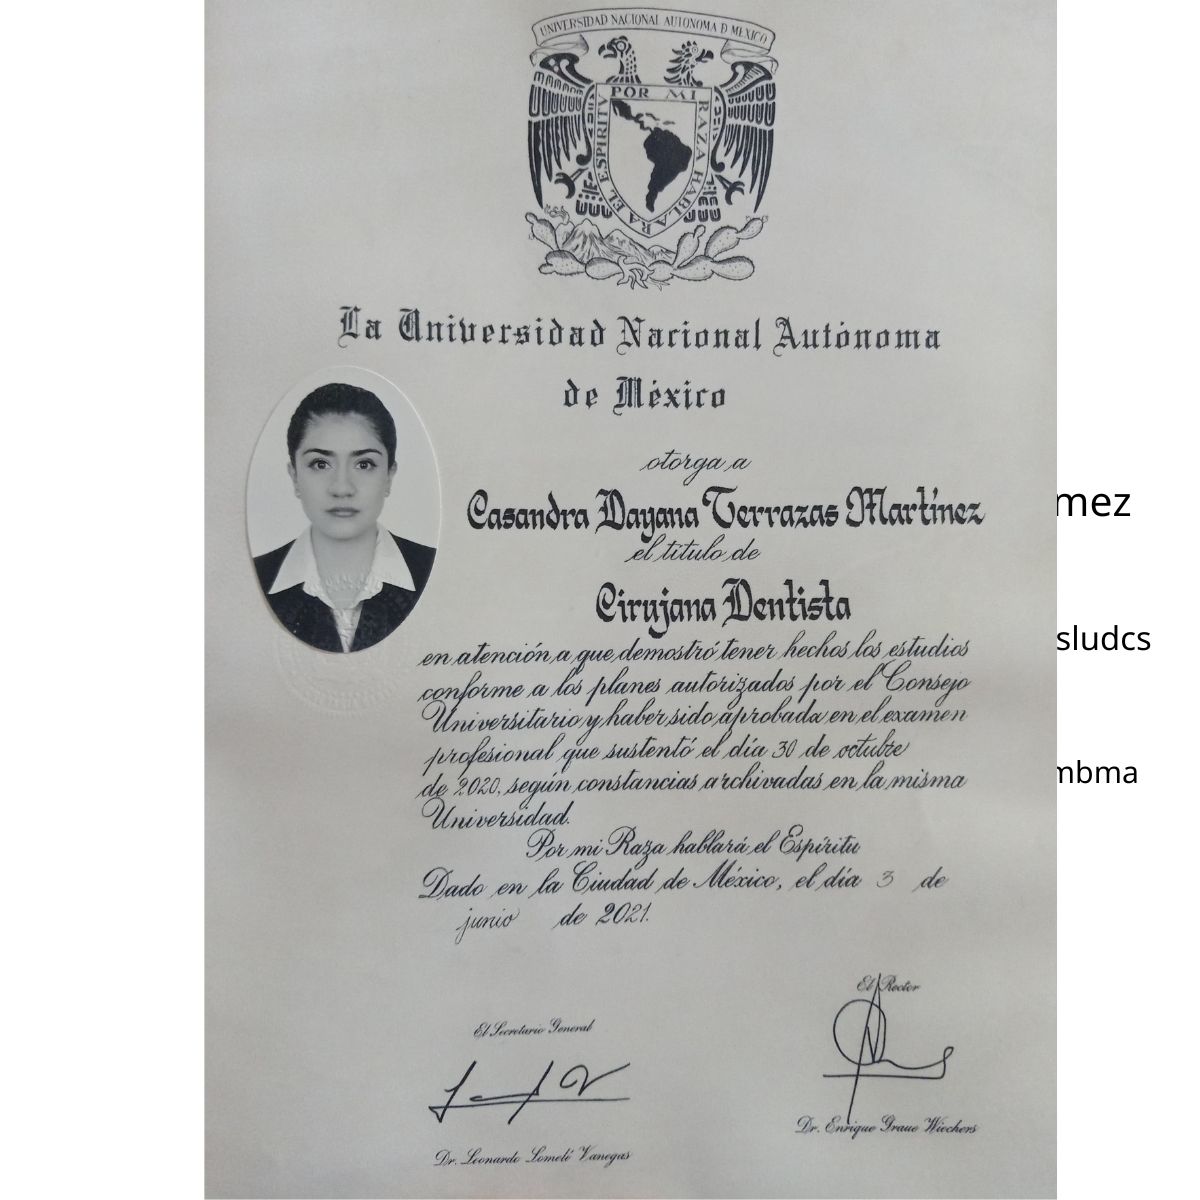 UNIVERSIDAD NACIONAL AUTONOMA D MEXICO
POR MI RAZA HABLARA EL ESPIRITU
La Universidad Nacional Autónoma
de México
otorga a
Casandra Dayana Terrazas Martínez
mez
el título de
Cirujana Dentista
en atención a que demostró tener hechos los estudios
sludcs
conforme a los planes autorizados por el Consejo
Universitario y haber sido aprobada en el examen
profesional que sustentó el día 30 de octubre
de 2020, según constancias archivadas en la misma
mbma
Universidad.
Por mi Raza hablará el Espíritu
Dado en la Ciudad de México, el día 3 de
junio de 2021.
El Rector
El Secretario General
Dr. Enrique Graue Wiechers
Dr. Leonardo Lomelí Vanegas